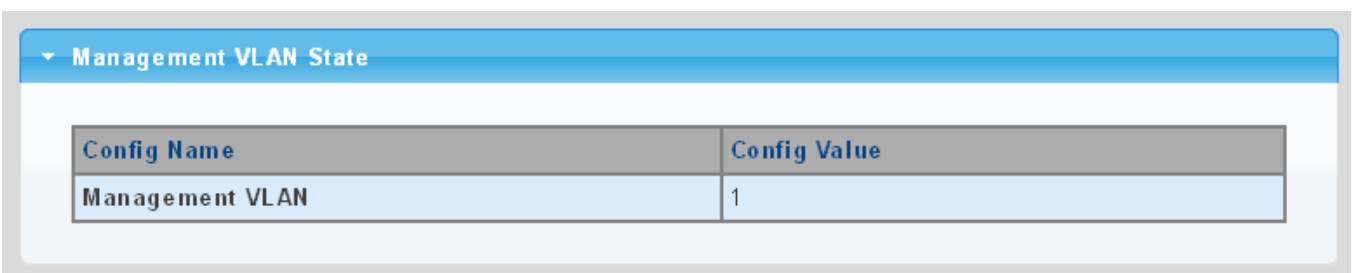 Management VLAN State
Config Name Config Value
Management VLAN 1